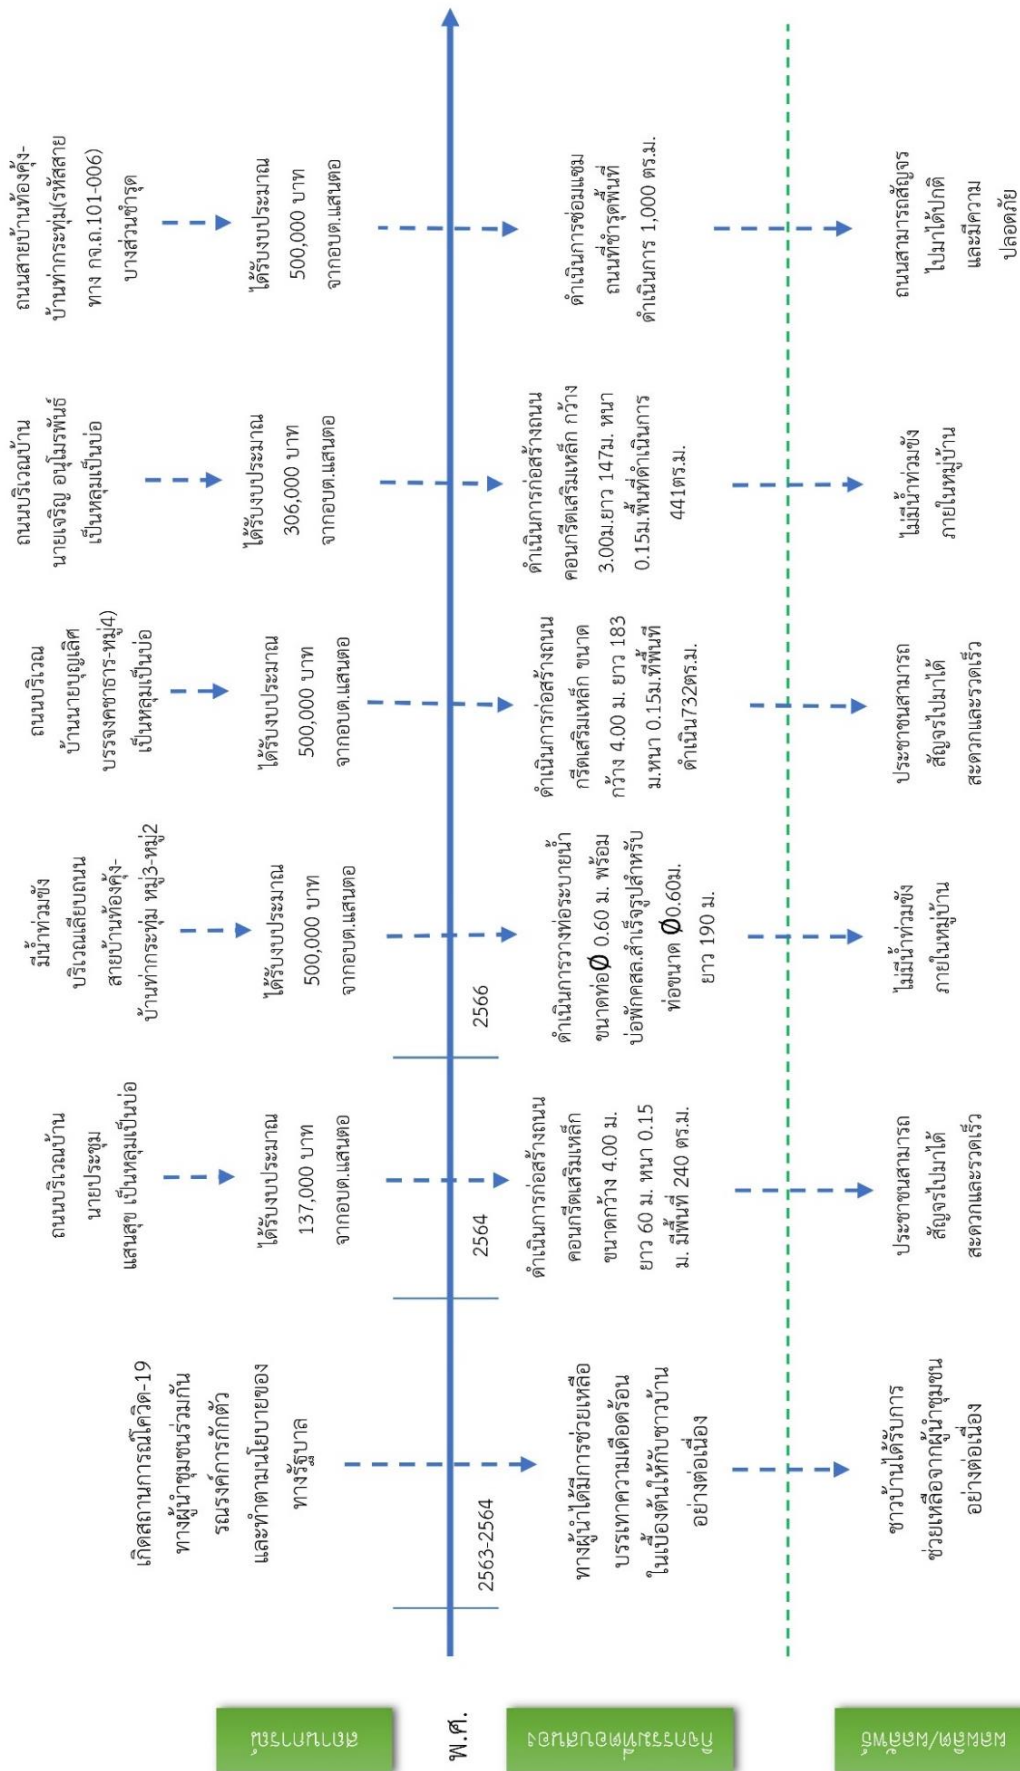 สถานการณ์
เกิดสถานการณ์โควิด-19
ทางผู้นำชุมชนร่วมกัน
รณรงค์การกักตัว
และทำตามนโยบายของ
ทางรัฐบาล
ถนนบริเวณบ้าน
นายประชุม
แสนสุข เป็นหลุมเป็นบ่อ
ได้รับงบประมาณ
137,000 บาท
จากอบต.แสนตอ
มีน้ำท่วมขัง
บริเวณเลียบถนน
สายบ้านท้องคุ้ง-
บ้านท่ากระทุ่ม หมู่3-หมู่2
ได้รับงบประมาณ
500,000 บาท
จากอบต.แสนตอ
ถนนบริเวณ
บ้านนายบุญเลิศ
บรรจงคชาธาร-หมู่4)
เป็นหลุมเป็นบ่อ
ได้รับงบประมาณ
500,000 บาท
จากอบต.แสนตอ
ถนนบริเวณบ้าน
นายเจริญ อนุโมรพันธ์
เป็นหลุมเป็นบ่อ
ได้รับงบประมาณ
306,000 บาท
จากอบต.แสนตอ
ถนนสายบ้านท้องคุ้ง-
บ้านท่ากระทุ่ม(รหัสสาย
ทาง กจ.ถ.101-006)
บางส่วนชำรุด
ได้รับงบประมาณ
500,000 บาท
จากอบต.แสนตอ
พ.ศ.
2563-2564
2564
2566
กิจกรรมที่ตอบสนอง
ทางผู้นำได้มีการช่วยเหลือ
บรรเทาความเดือดร้อน
ในเบื้องต้นให้กับชาวบ้าน
อย่างต่อเนื่อง
ดำเนินการก่อสร้างถนน
คอนกรีตเสริมเหล็ก
ขนาดกว้าง 4.00 ม.
ยาว 60 ม. หนา 0.15
ม. มีพื้นที่ 240 ตร.ม.
ดำเนินการวางท่อระบายน้ำ
ขนาดท่อØ 0.60 ม. พร้อม
บ่อพักคสล.สำเร็จรูปสำหรับ
ท่อขนาด Ø0.60ม.
ยาว 190 ม.
ดำเนินการก่อสร้างถนน
กรีตเสริมเหล็ก ขนาด
กว้าง 4.00 ม. ยาว 183
ม.หนา 0.15ม.ที่พื้นที่
ดำเนิน732ตร.ม.
ดำเนินการก่อสร้างถนน
คอนกรีตเสริมเหล็ก กว้าง
3.00ม.ยาว 147ม. หนา
0.15ม.พื้นที่ดำเนินการ
441ตร.ม.
ดำเนินการซ่อมแซม
ถนนที่ชำรุดพื้นที่
ดำเนินการ 1,000 ตร.ม.
ผลผลิต/ผลลัพธ์
ชาวบ้านได้รับการ
ช่วยเหลือจากผู้นำชุมชน
อย่างต่อเนื่อง
ประชาชนสามารถ
สัญจรไปมาได้
สะดวกและรวดเร็ว
ไม่มีน้ำท่วมขัง
ภายในหมู่บ้าน
ประชาชนสามารถ
สัญจรไปมาได้
สะดวกและรวดเร็ว
ไม่มีน้ำท่วมขัง
ภายในหมู่บ้าน
ถนนสามารถสัญจร
ไปมาได้ปกติ
และมีความ
ปลอดภัย